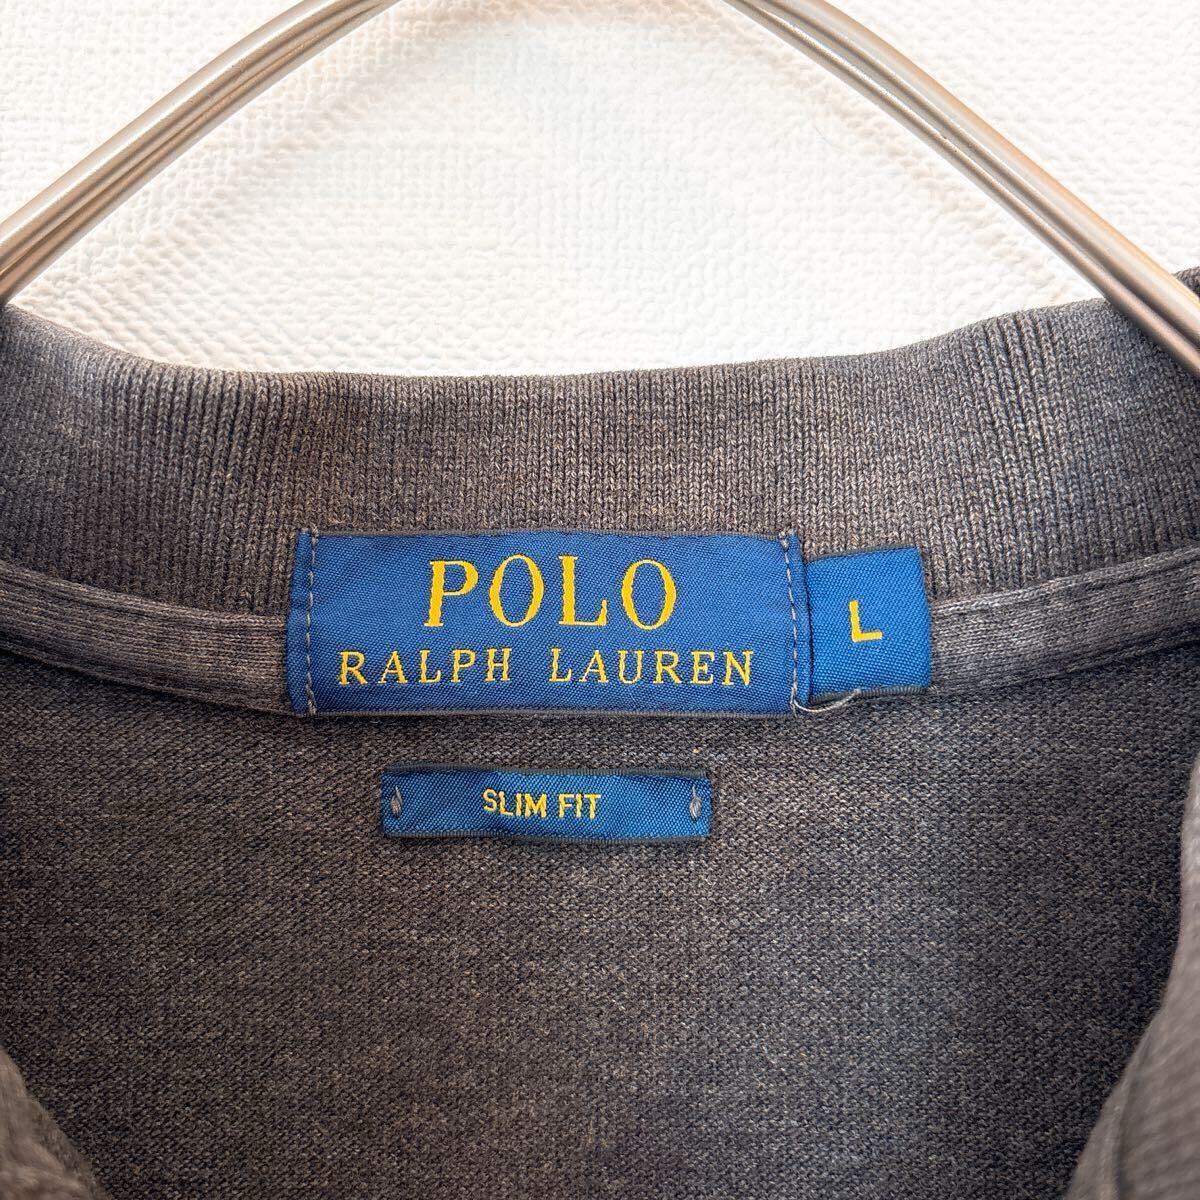 POLO
RALPH LAUREN
L
SLIM FIT